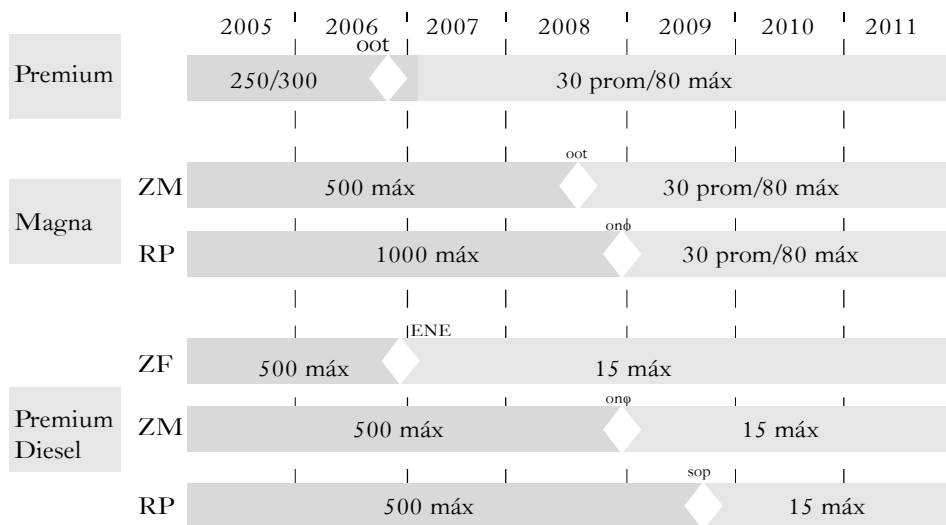 2005 2006 2007 2008 2009 2010 2011
oot
Premium 250/300 30 prom/80 máx
oot
Magna
ZM 500 máx 30 prom/80 máx
onφ
RP 1000 máx 30 prom/80 máx
ENE
ZF 500 máx 15 máx
onφ
Premium
Diesel
ZM 500 máx 15 máx
sop
RP 500 máx 15 máx